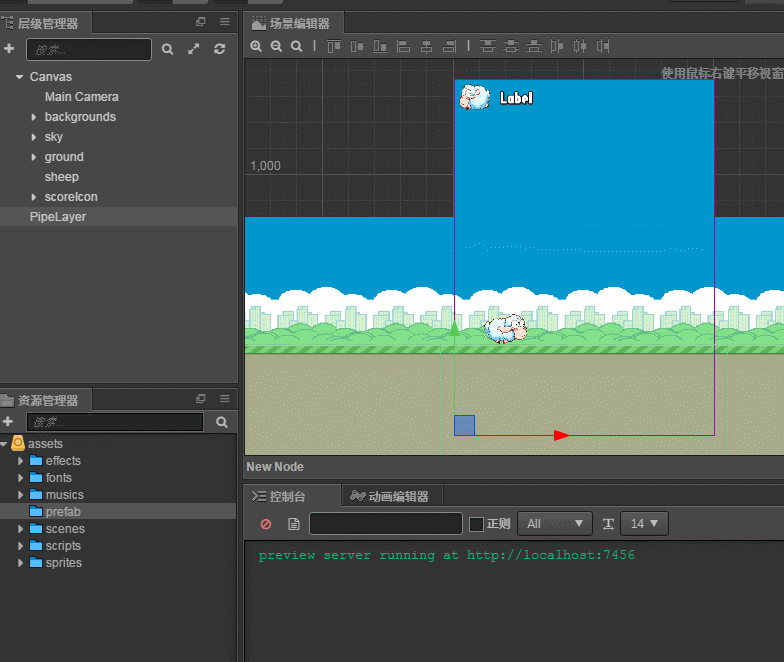 层级管理器
搜索...
Canvas
Main Camera
backgrounds
sky
ground
sheep
scoreIcon
PipeLayer
场景编辑器
使用鼠标右键平移视窗
Label
1,000
New Node
资源管理器
搜索...
assets
effects
fonts
musics
prefab
scenes
scripts
sprites
控制台
动画编辑器
正则
All
14
preview server running at http://localhost:7456